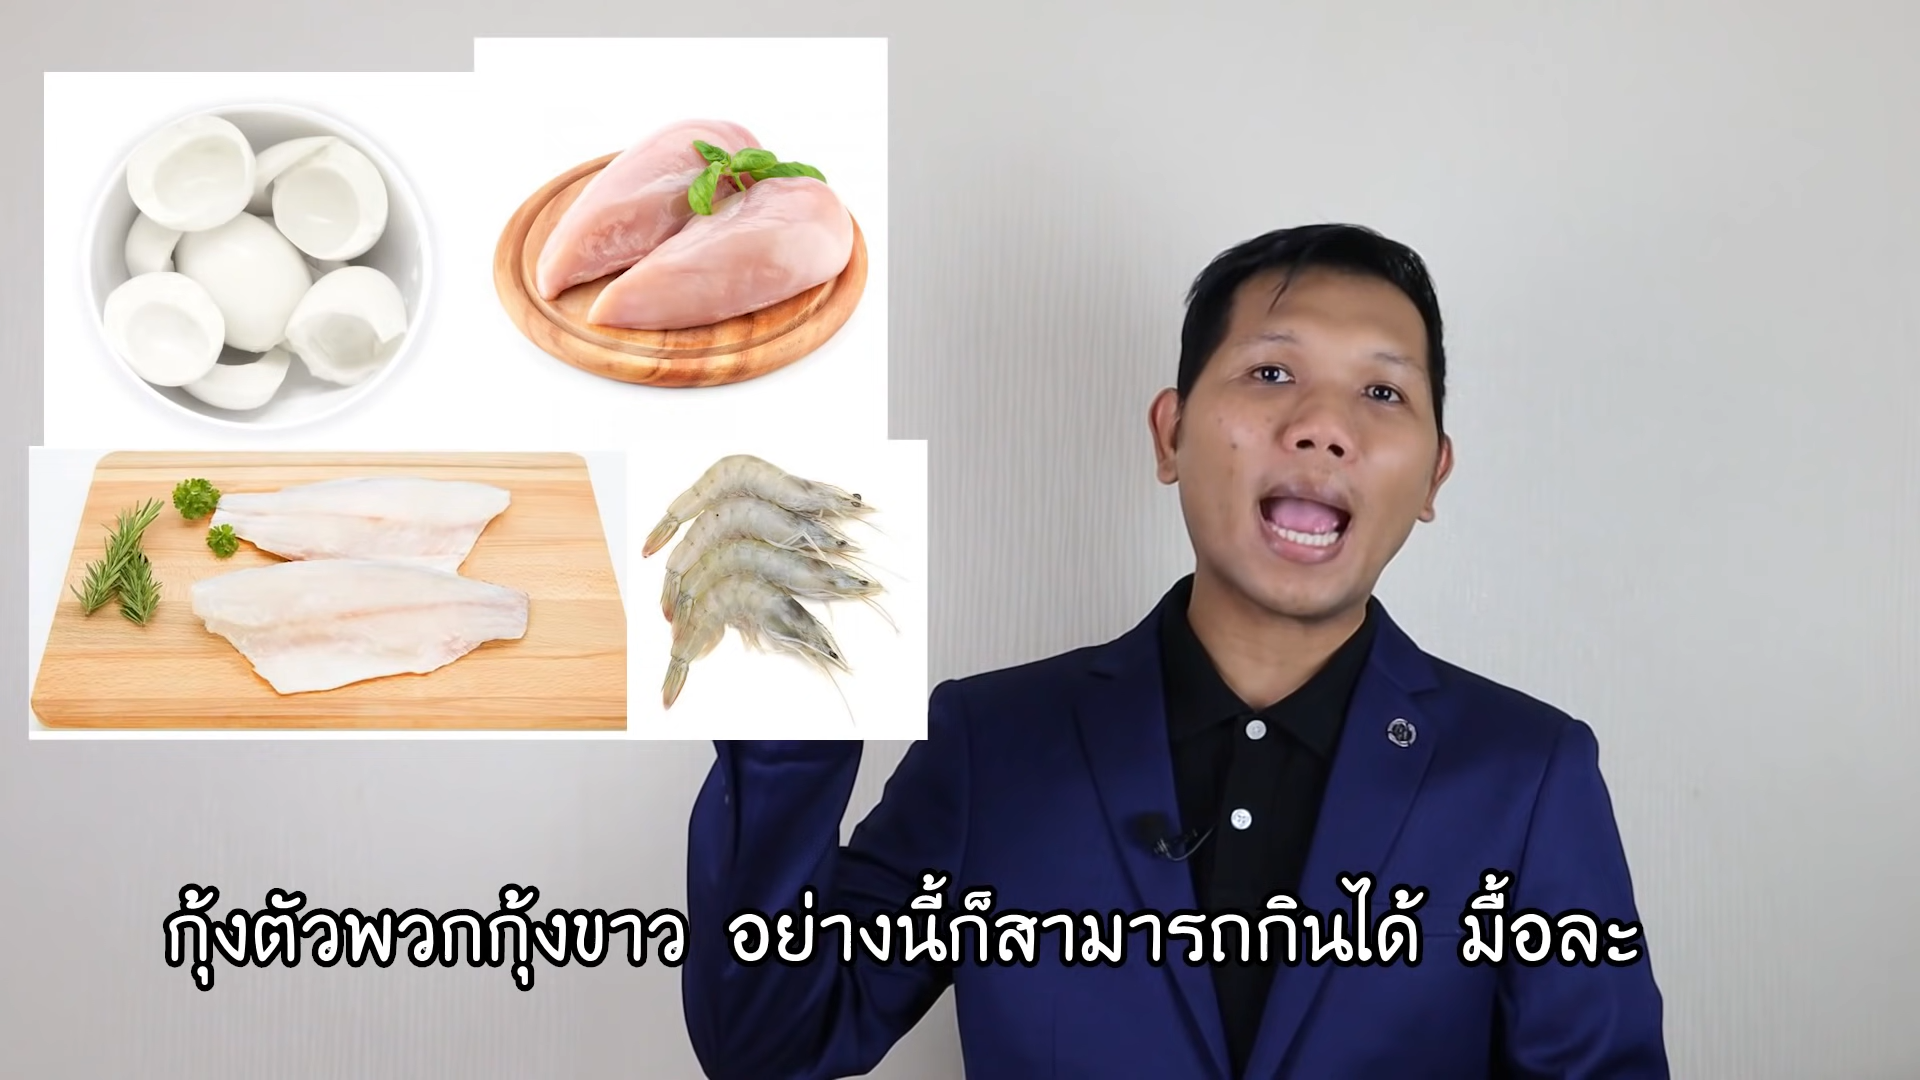 กุ้งตัวพวกกุ้งขาว อย่างนี้ก็สามารถกินได้ มื้อละ